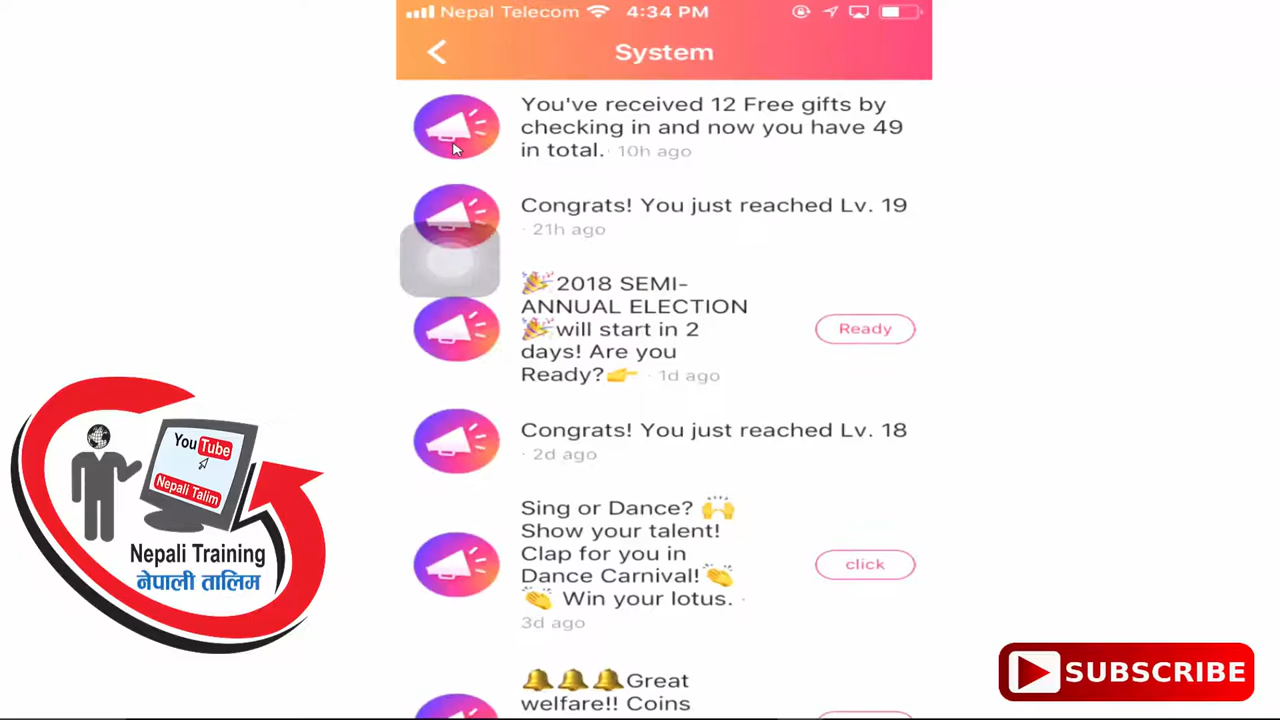 Nepal Telecom 4:34 PM
System
You've received 12 Free gifts by
checking in and now you have 49
in total. · 10h ago
Congrats! You just reached Lv. 19
· 21h ago
🎉2018 SEMI-
ANNUAL ELECTION
🎉will start in 2
days! Are you
Ready?👉 · 1d ago
Ready
Congrats! You just reached Lv. 18
· 2d ago
Sing or Dance? 🙌
Show your talent!
Clap for you in
Dance Carnival!👏
👏 Win your lotus. ·
3d ago
click
🔔🔔🔔Great
welfare!! Coins
YouTube
Nepali Talim
Nepali Training
नेपाली तालिम
SUBSCRIBE